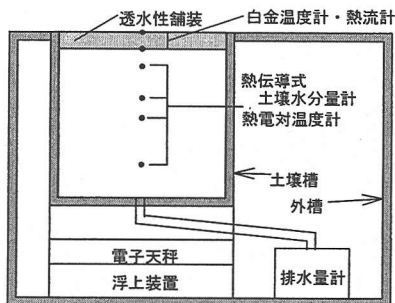 透水性舗装
白金温度計・熱流計
熱伝導式
土壌水分量計
熱電対温度計
土壌槽
外槽
電子天秤
浮上装置
排水量計